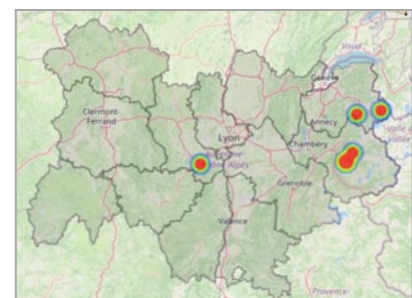 Vaud
Genève
Clermont-
Ferrand
Annecy
Lyon
Chambéry
Grenoble
Valence
Provence